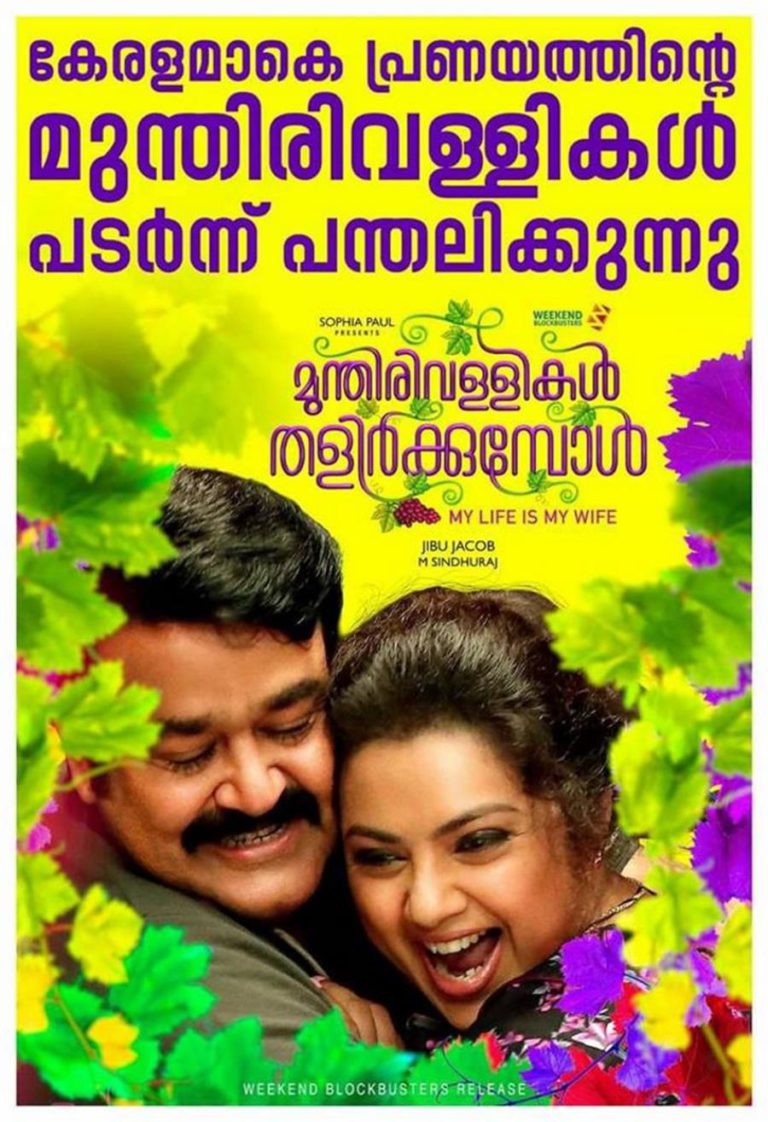 കേരളമാകെ പ്രണയത്തിന്റെ
മുന്തിരിവള്ളികൾ
പടർന്ന് പന്തലിക്കുന്നു
SOPHIA PAUL
PRESENTS
WEEKEND
BLOCKBUSTERS
മുന്തിരിവള്ളികൾ
തളിർക്കുമ്പോൾ
MY LIFE IS MY WIFE
JIBU JACOB
M SINDHURAJ
WEEKEND BLOCKBUSTERS RELEASE